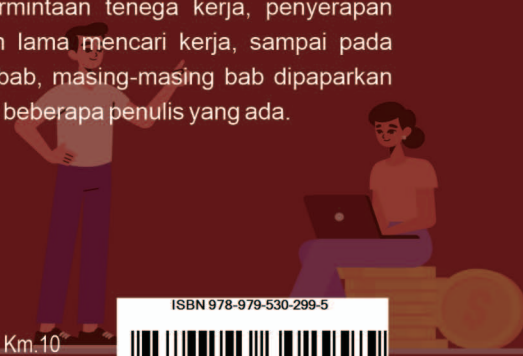 rmintaan tenega kerja, penyerapan
lama mencari kerja, sampai pada
bab, masing-masing bab dipaparkan
beberapa penulis yang ada.
ISBN 978-979-530-299-5
Km.10